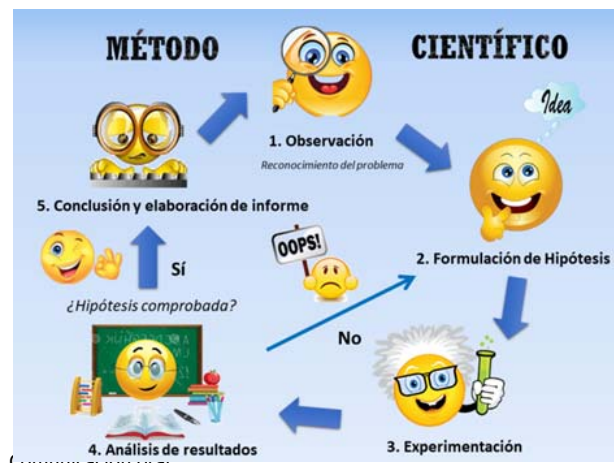 MÉTODO CIENTÍFICO
Idea
1. Observación
Reconocimiento del problema
5. Conclusión y elaboración de informe
OOPS!
2. Formulación de Hipótesis
Sí
¿Hipótesis comprobada?
No
4. Análisis de resultados
3. Experimentación